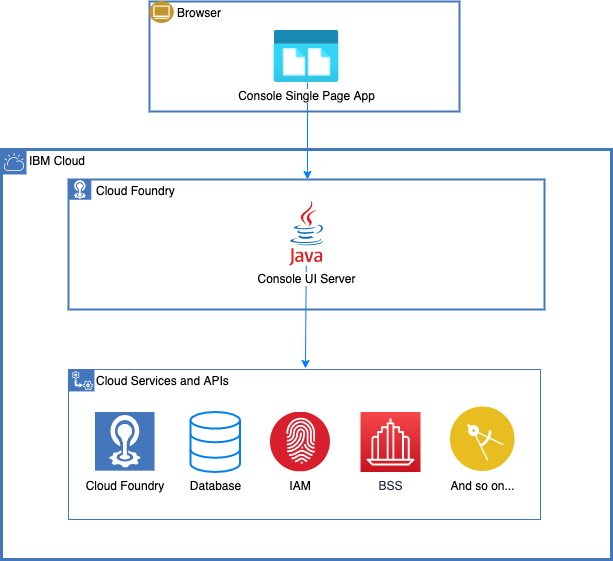 Browser
Console Single Page App
IBM Cloud
Cloud Foundry
Java
Console UI Server
Cloud Services and APIs
Cloud Foundry
Database
IAM
BSS
And so on...